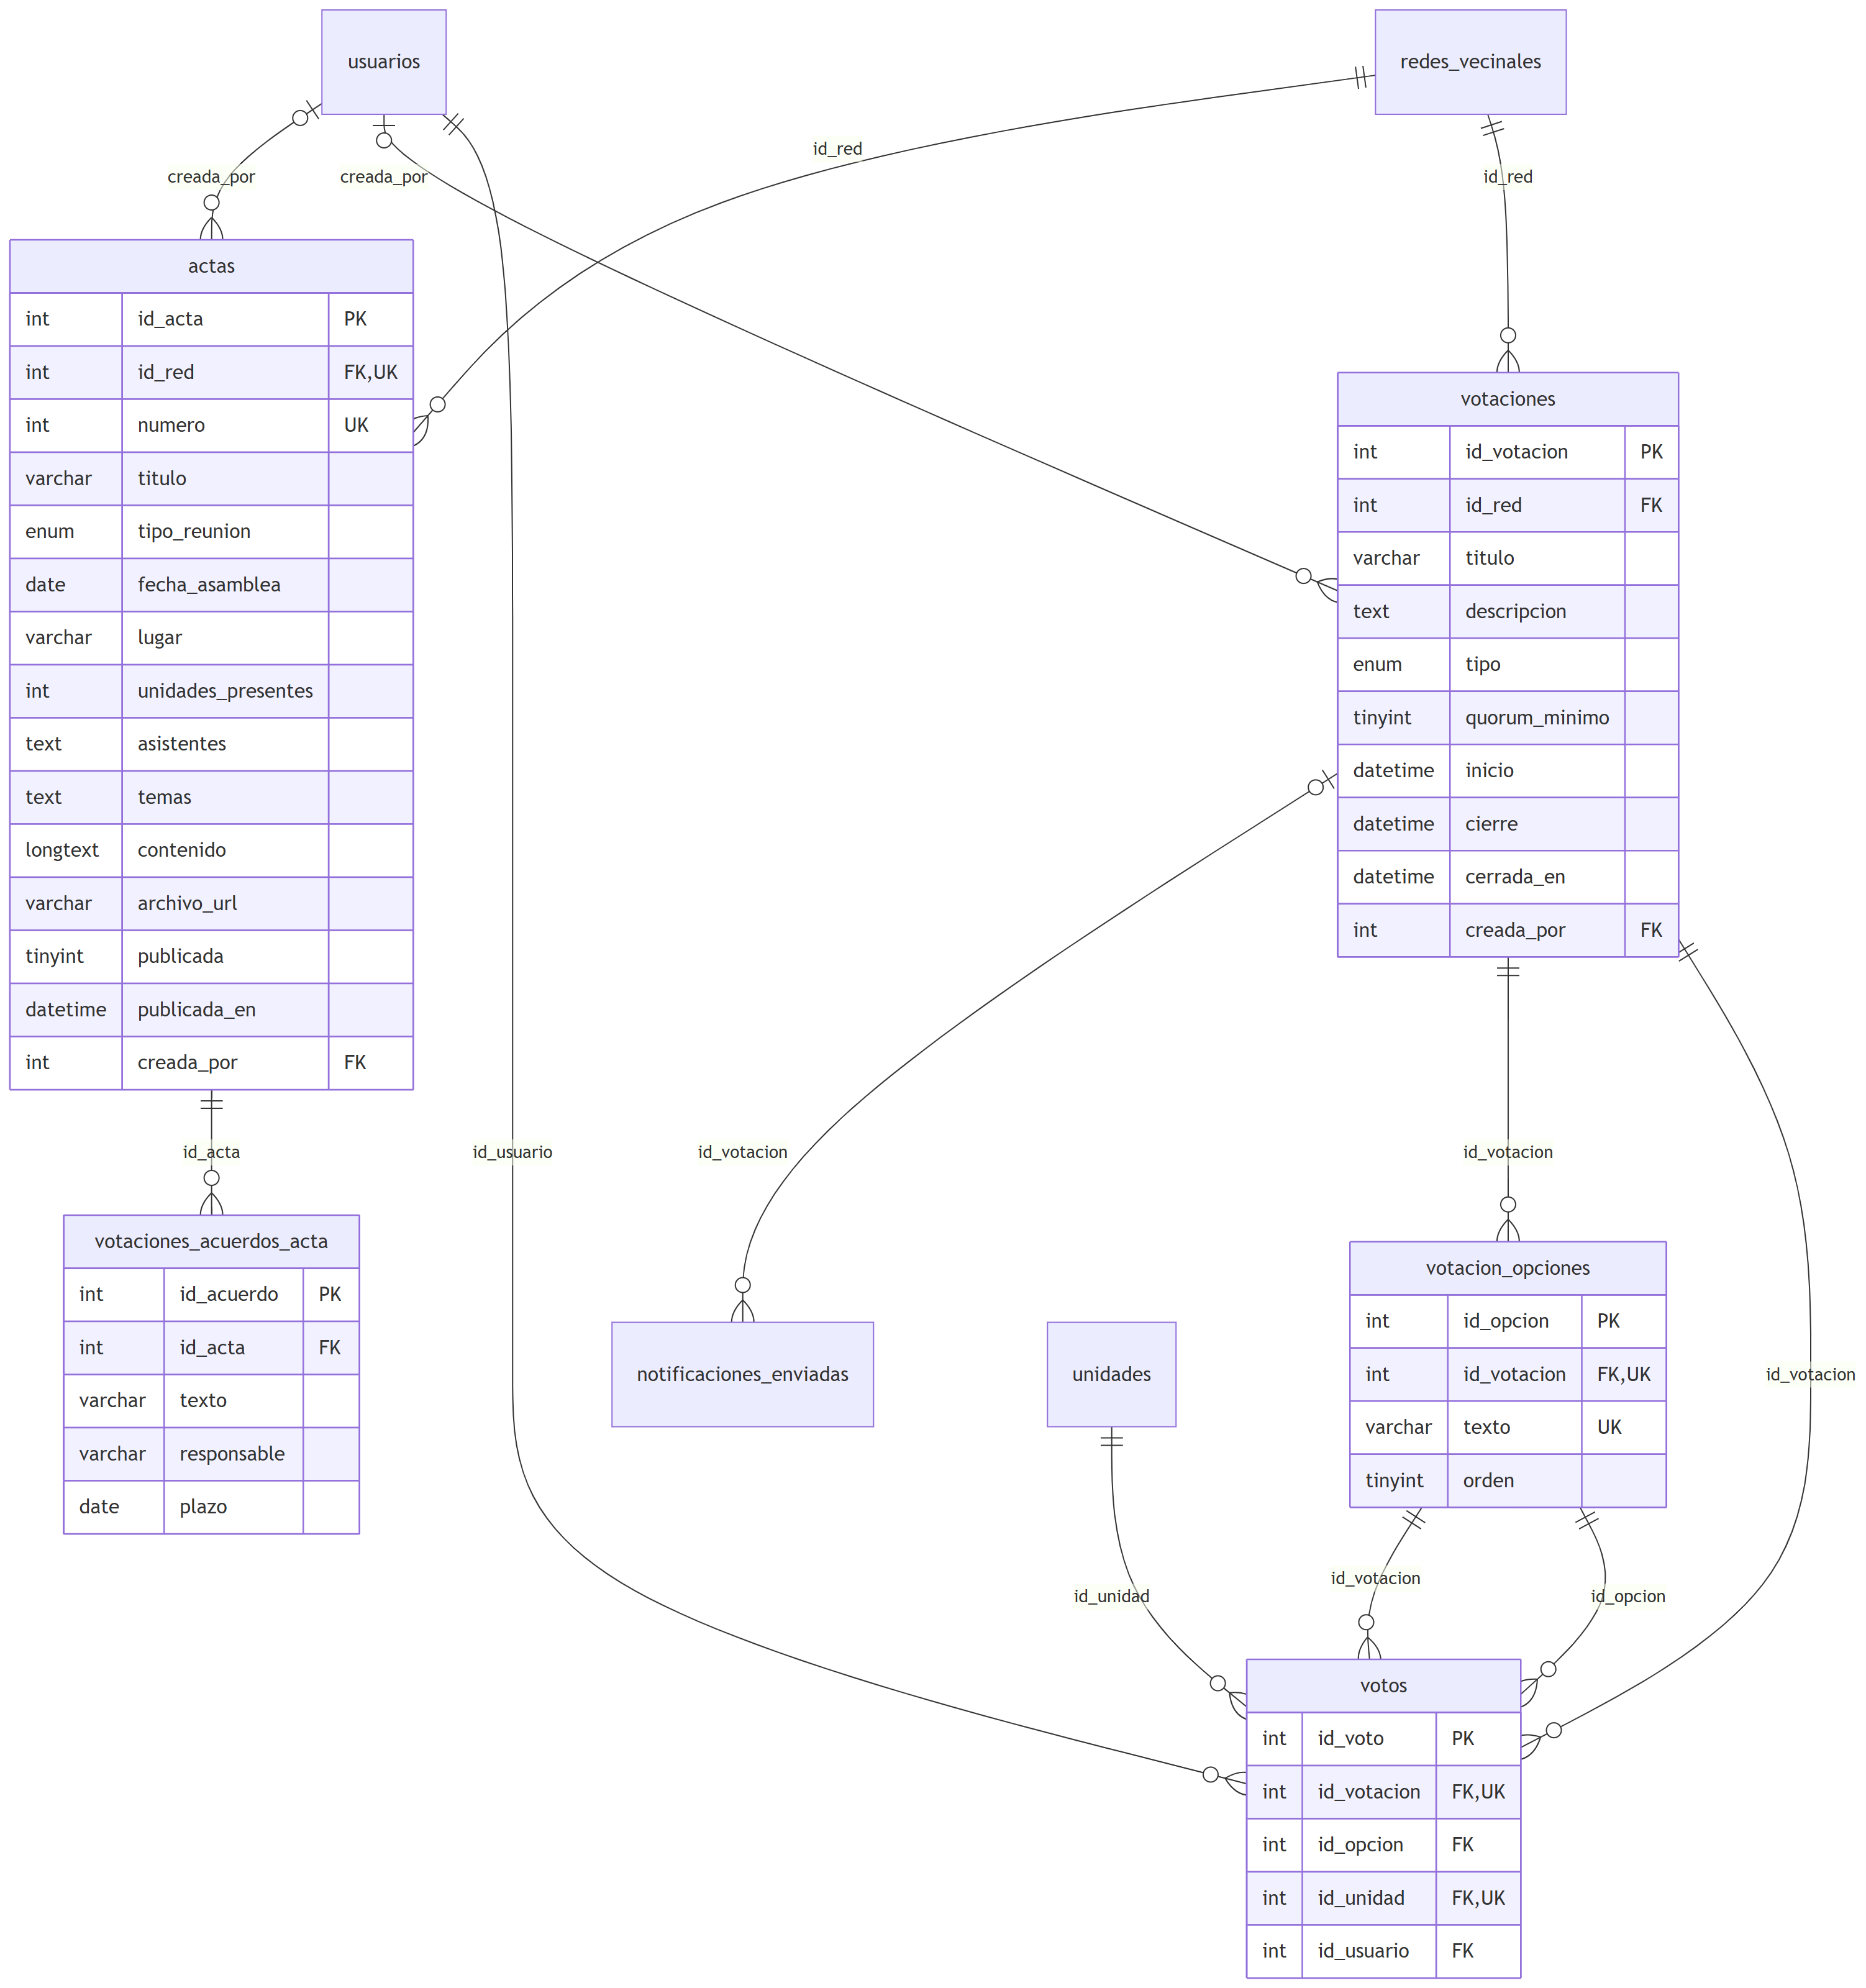 usuarios
redes_vecinales
id_red
creada_por
creada_por
id_red
actas
int id_acta PK
int id_red FK,UK
int numero UK
varchar titulo
enum tipo_reunion
date fecha_asamblea
varchar lugar
int unidades_presentes
text asistentes
text temas
longtext contenido
varchar archivo_url
tinyint publicada
datetime publicada_en
int creada_por FK
votaciones
int id_votacion PK
int id_red FK
varchar titulo
text descripcion
enum tipo
tinyint quorum_minimo
datetime inicio
datetime cierre
datetime cerrada_en
int creada_por FK
id_acta
id_usuario
id_votacion
id_votacion
id_votacion
votaciones_acuerdos_acta
int id_acuerdo PK
int id_acta FK
varchar texto
varchar responsable
date plazo
notificaciones_enviadas
unidades
votacion_opciones
int id_opcion PK
int id_votacion FK,UK
varchar texto UK
tinyint orden
id_unidad
id_votacion
id_opcion
votos
int id_voto PK
int id_votacion FK,UK
int id_opcion FK
int id_unidad FK,UK
int id_usuario FK